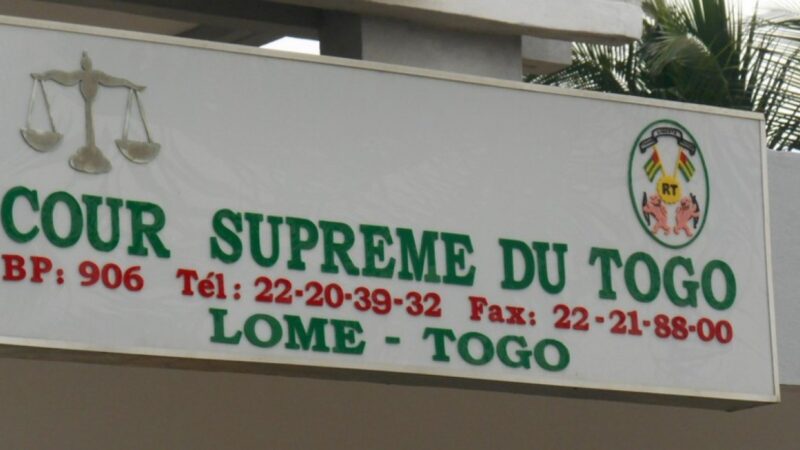 COUR SUPREME DU TOGO
BP: 906 Tél: 22-20-39-32 Fax: 22-21-88-00
LOME - TOGO
RT